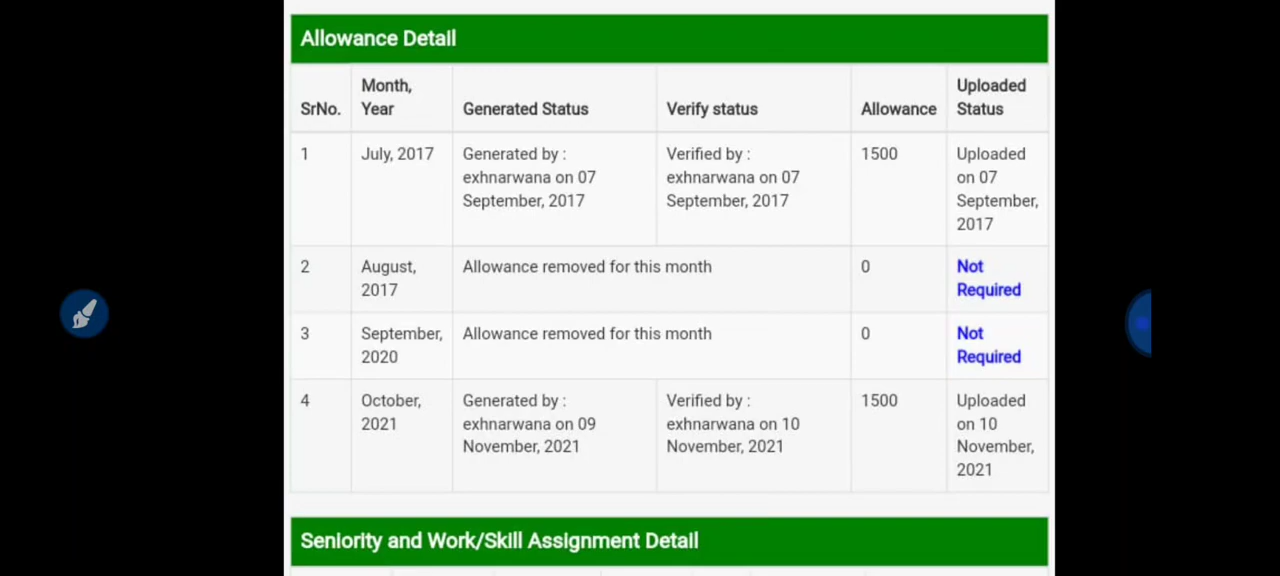 Allowance Detail
SrNo. Month, Year Generated Status Verify status Allowance Uploaded Status
1 July, 2017 Generated by : exhnarwana on 07 September, 2017 Verified by : exhnarwana on 07 September, 2017 1500 Uploaded on 07 September, 2017
2 August, 2017 Allowance removed for this month 0 Not Required
3 September, 2020 Allowance removed for this month 0 Not Required
4 October, 2021 Generated by : exhnarwana on 09 November, 2021 Verified by : exhnarwana on 10 November, 2021 1500 Uploaded on 10 November, 2021
Seniority and Work/Skill Assignment Detail